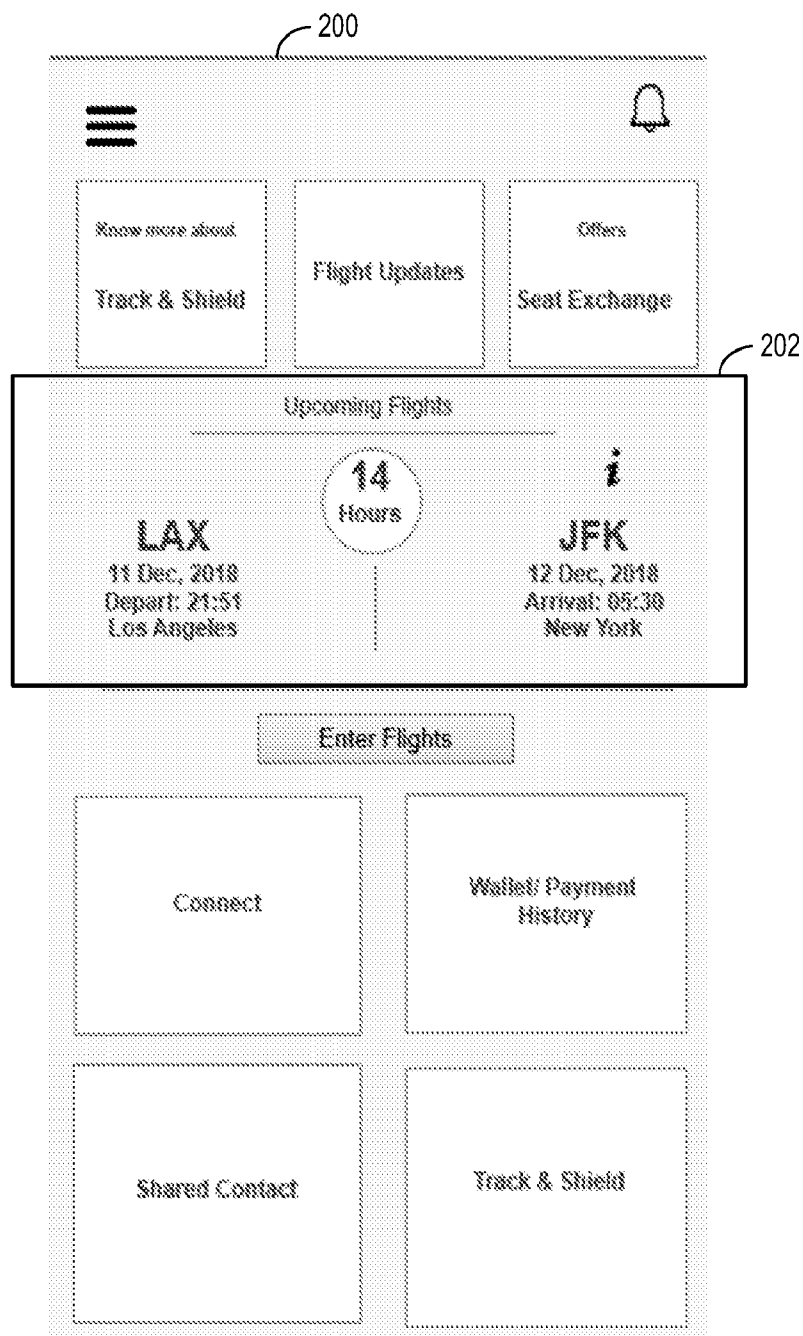 200
Know more about
Track & Shield
Flight Updates
Offers
Seat Exchange
202
Upcoming Flights
14
Hours
i
LAX
11 Dec, 2018
Depart: 21:51
Los Angeles
JFK
12 Dec, 2018
Arrival: 05:30
New York
Enter Flights
Connect
Wallet/ Payment
History
Shared Contact
Track & Shield